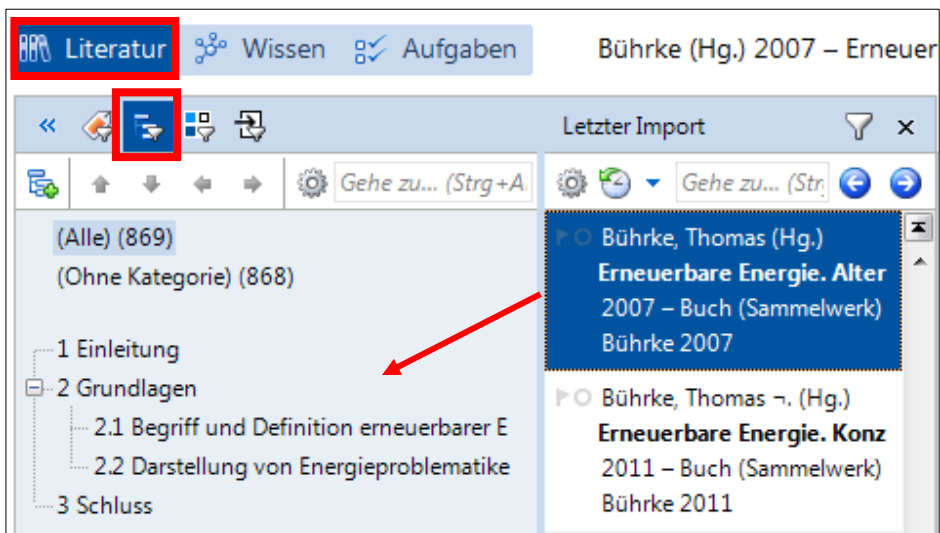 Literatur Wissen Aufgaben Bührke (Hg.) 2007 – Erneuer
«
Gehe zu... (Strg+A
(Alle) (869)
(Ohne Kategorie) (868)
1 Einleitung
2 Grundlagen
2.1 Begriff und Definition erneuerbarer E
2.2 Darstellung von Energieproblematike
3 Schluss
Letzter Import
Gehe zu... (Str
Bührke, Thomas (Hg.)
Erneuerbare Energie. Alter
2007 – Buch (Sammelwerk)
Bührke 2007
Bührke, Thomas ¬. (Hg.)
Erneuerbare Energie. Konz
2011 – Buch (Sammelwerk)
Bührke 2011